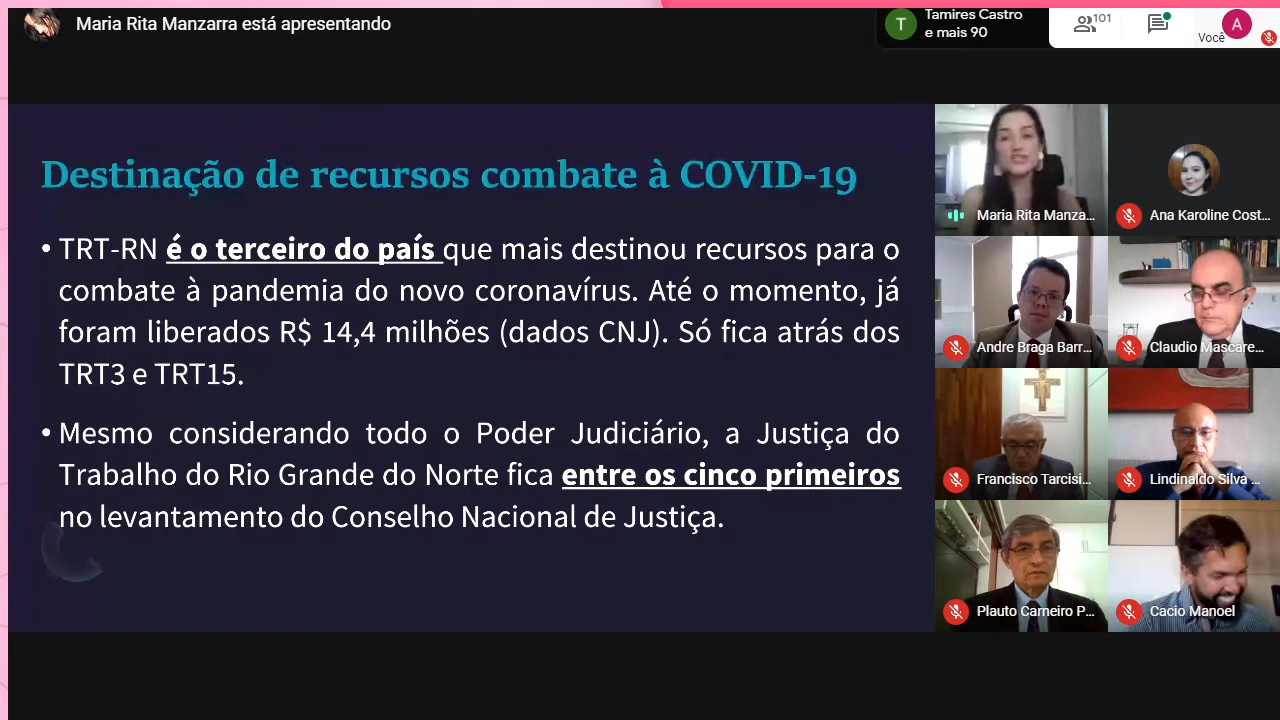 Maria Rita Manzarra está apresentando
T
Tamires Castro
e mais 90
101
A
Você
Destinação de recursos combate à COVID-19
• TRT-RN é o terceiro do país que mais destinou recursos para o
combate à pandemia do novo coronavírus. Até o momento, já
foram liberados R$ 14,4 milhões (dados CNJ). Só fica atrás dos
TRT3 e TRT15.
• Mesmo considerando todo o Poder Judiciário, a Justiça do
Trabalho do Rio Grande do Norte fica entre os cinco primeiros
no levantamento do Conselho Nacional de Justiça.
Maria Rita Manza...
Ana Karoline Cost...
Andre Braga Barr...
Claudio Mascare...
Francisco Tarcisi...
Lindinaldo Silva ...
Plauto Carneiro P...
Cacio Manoel